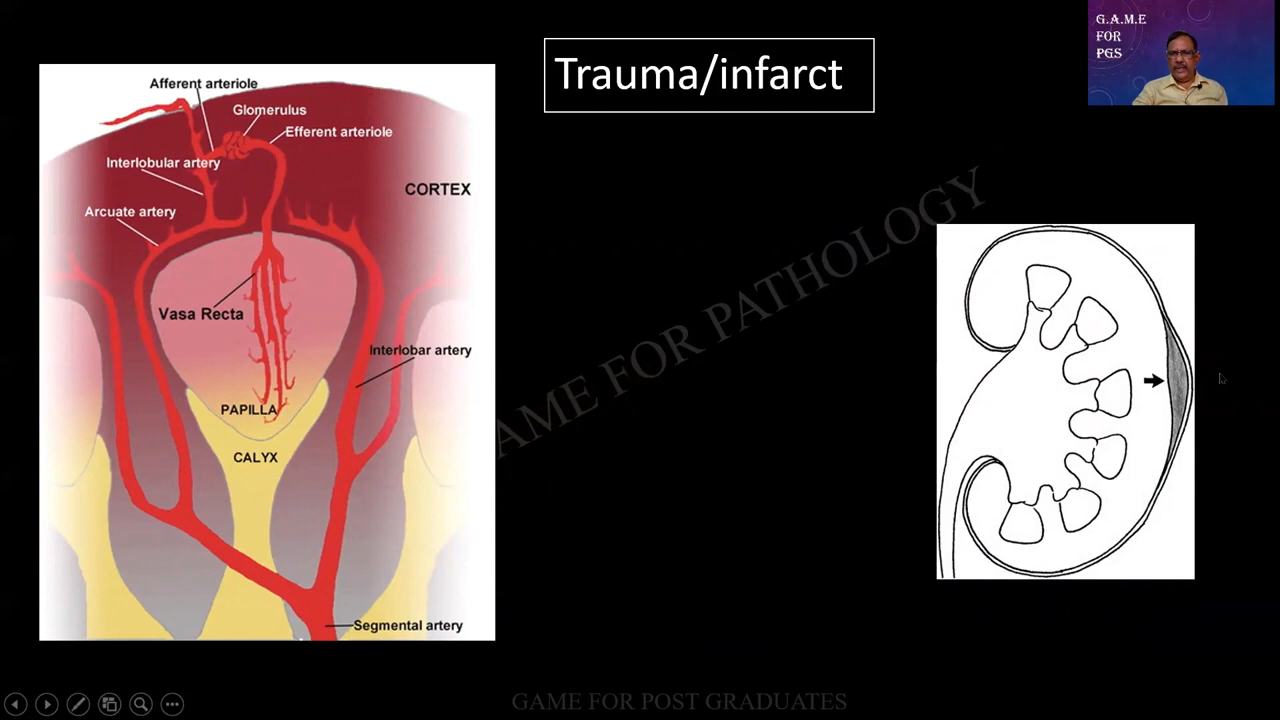 Trauma/infarct
G.A.M.E
FOR
PGS
Afferent arteriole
Glomerulus
Efferent arteriole
Interlobular artery
CORTEX
Arcuate artery
Vasa Recta
Interlobar artery
PAPILLA
CALYX
Segmental artery
GAME FOR PATHOLOGY
GAME FOR POST GRADUATES